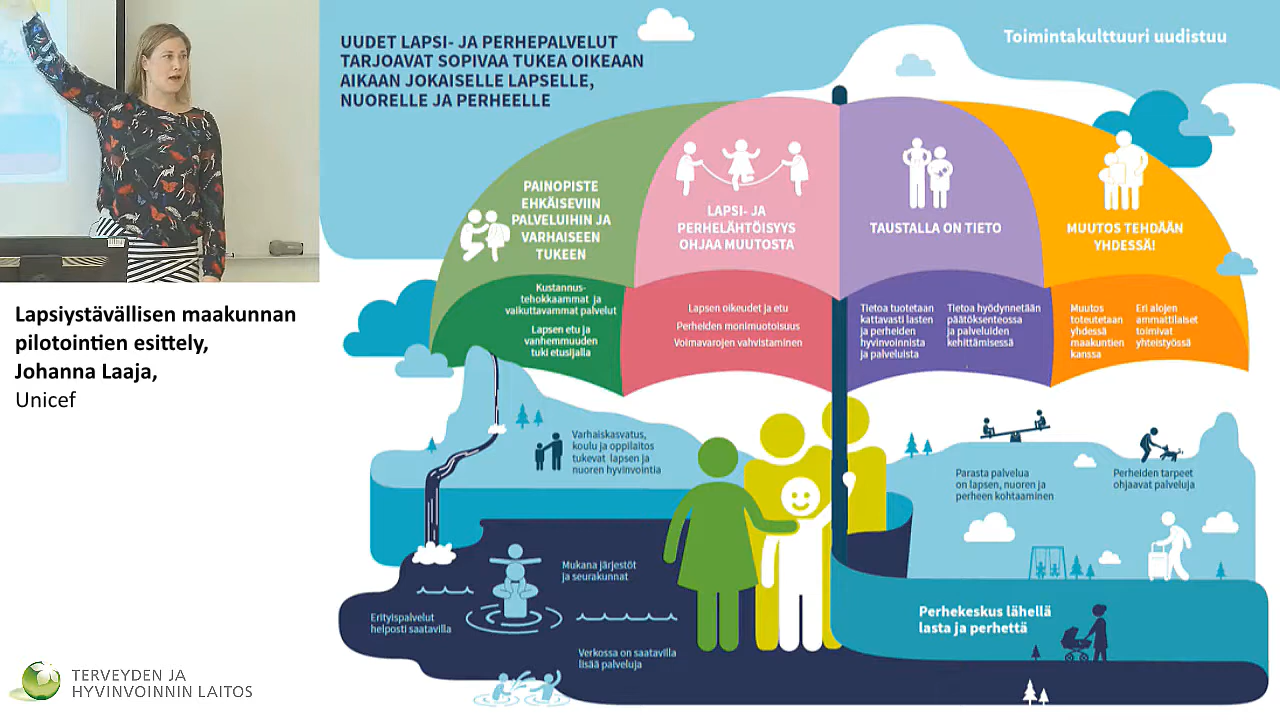 UUDET LAPSI- JA PERHEPALVELUT
TARJOAVAT SOPIVAA TUKEA OIKEAAN
AIKAAN JOKAISELLE LAPSELLE,
NUORELLE JA PERHEELLE
Toimintakulttuuri uudistuu
PAINOPISTE
EHKÄISEVIIN
PALVELUIHIN JA
VARHAISEEN
TUKEEN
LAPSI- JA
PERHELÄHTÖISYYS
OHJAA MUUTOSTA
TAUSTALLA ON TIETO
MUUTOS TEHDÄÄN
YHDESSÄ!
Kustannus-
tehokkaammat ja
vaikuttavammat palvelut
Lapsen etu ja
vanhemmuuden
tuki etusijalla
Lapsen oikeudet ja etu
Perheiden monimuotoisuus
Voimavarojen vahvistaminen
Tietoa tuotetaan
kattavasti lasten
ja perheiden
hyvinvoinnista
ja palveluista
Tietoa hyödynnetään
päätöksenteossa
ja palveluiden
kehittämisessä
Muutos
toteutetaan
yhdessä
maakuntien
kanssa
Eri alojen
ammattilaiset
toimivat
yhteistyössä
Lapsiystävällisen maakunnan
pilotointien esittely,
Johanna Laaja,
Unicef
Varhaiskasvatus,
koulu ja oppilaitos
tukevat lapsen ja
nuoren hyvinvointia
Parasta palvelua
on lapsen, nuoren ja
perheen kohtaaminen
Perheiden tarpeet
ohjaavat palveluja
Mukana järjestöt
ja seurakunnat
Erityispalvelut
helposti saatavilla
Verkossa on saatavilla
lisää palveluja
Perhekeskus lähellä
lasta ja perhettä
TERVEYDEN JA
HYVINVOINNIN LAITOS